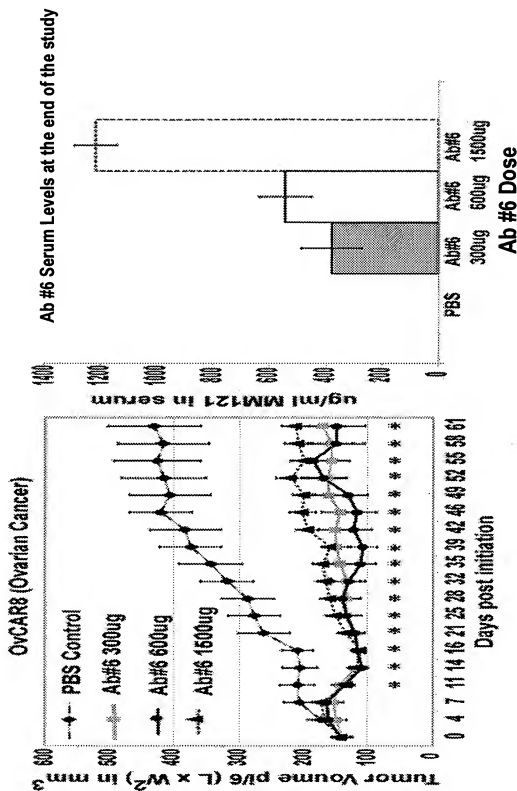 OvCAR8 (Ovarian Cancer)
600
500
400
300
200
100
0
Tumor Voume pi/6 ( L x W²) in mm³
PBS Control
Ab#6 300ug
Ab#6 600ug
Ab#6 1500ug
* * * * * * * * * * * * * * *
0 4 7 11 14 16 21 25 28 32 35 39 42 46 49 52 55 58 61
Days post initiation
Ab #6 Serum Levels at the end of the study
1400
1200
1000
800
600
400
200
0
ug/ml MM121 in serum
PBS Ab#6 Ab#6 Ab#6
300ug 600ug 1500ug
Ab #6 Dose